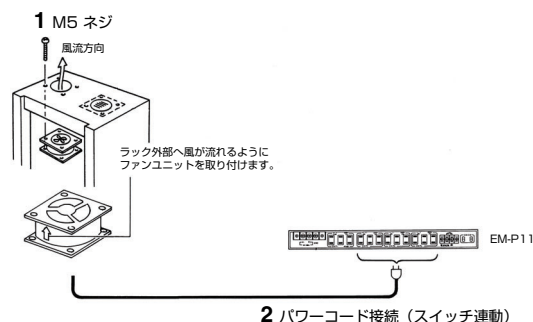 1 M5 ネジ
風流方向
ラック外部へ風が流れるように
ファンユニットを取り付けます。
EM-P11
2 パワーコード接続（スイッチ連動）